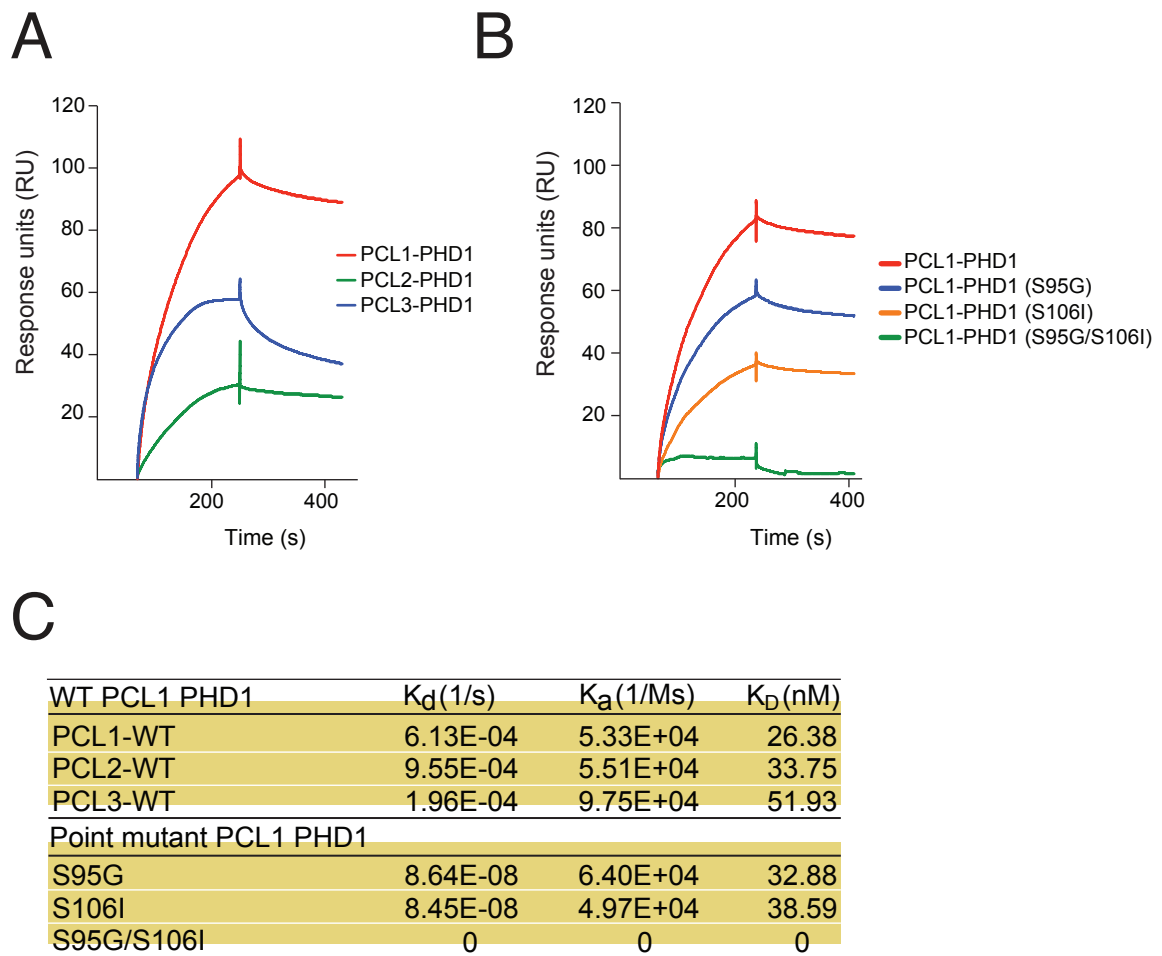 A
B
120
100
80
60
40
20
Response units (RU)
200
400
Time (s)
PCL1-PHD1
PCL2-PHD1
PCL3-PHD1
120
100
80
60
40
20
Response units (RU)
200
400
Time (s)
PCL1-PHD1
PCL1-PHD1 (S95G)
PCL1-PHD1 (S106I)
PCL1-PHD1 (S95G/S106I)
C
WT PCL1 PHD1 Kd(1/s) Ka(1/Ms) KD(nM)
PCL1-WT 6.13E-04 5.33E+04 26.38
PCL2-WT 9.55E-04 5.51E+04 33.75
PCL3-WT 1.96E-04 9.75E+04 51.93
Point mutant PCL1 PHD1
S95G 8.64E-08 6.40E+04 32.88
S106I 8.45E-08 4.97E+04 38.59
S95G/S106I 0 0 0